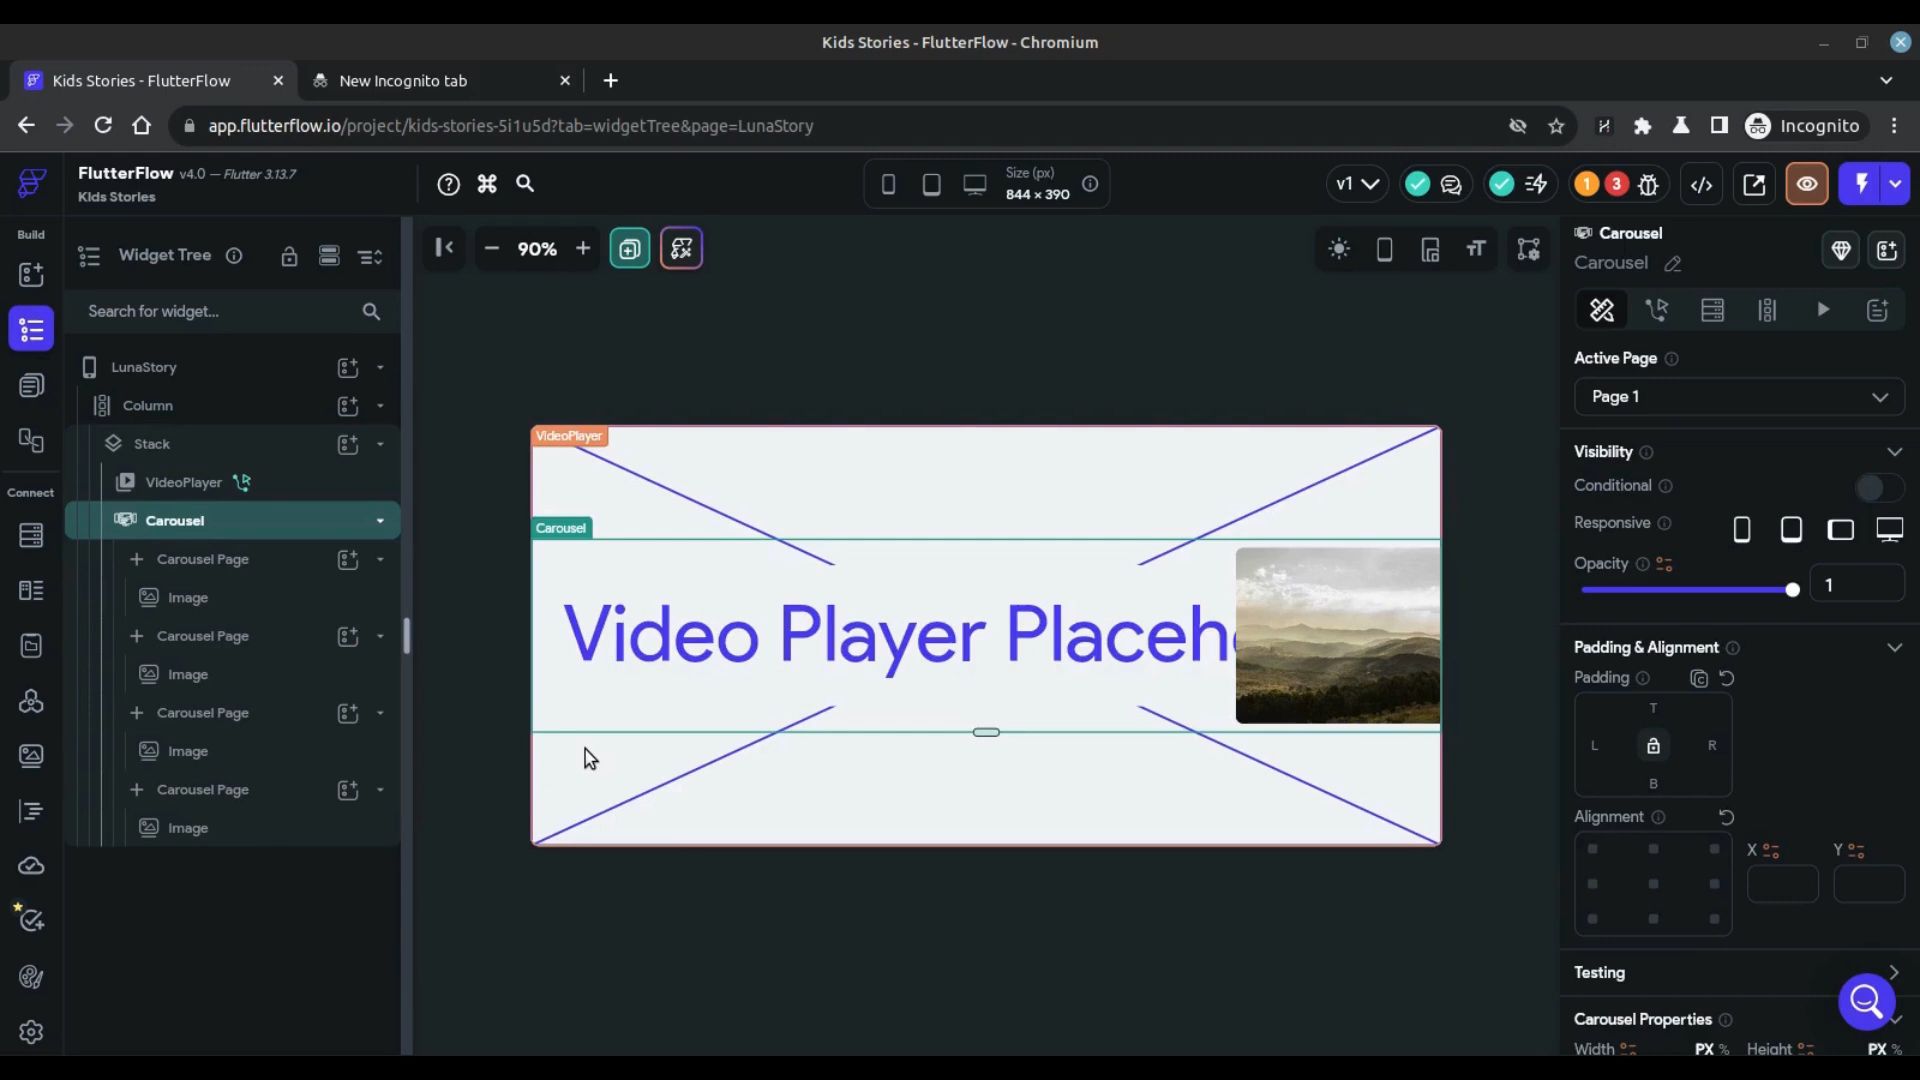 Kids Stories - FlutterFlow - Chromium
Kids Stories - FlutterFlow
New Incognito tab
app.flutterflow.io/project/kids-stories-5i1u5d?tab=widgetTree&page=LunaStory
Incognito
FlutterFlow v4.0 — Flutter 3.13.7
Kids Stories
Size (px)
844 × 390
v1
1
3
Build
Widget Tree
90%
Search for widget...
LunaStory
Column
Stack
VideoPlayer
Carousel
Carousel Page
Image
Carousel Page
Image
Carousel Page
Image
Carousel Page
Image
Connect
VideoPlayer
Carousel
Video Player Placeh
Carousel
Carousel
Active Page
Page 1
Visibility
Conditional
Responsive
Opacity
1
Padding & Alignment
Padding
T
L
R
B
Alignment
X
Y
Testing
Carousel Properties
Width
PX %
Height
PX %